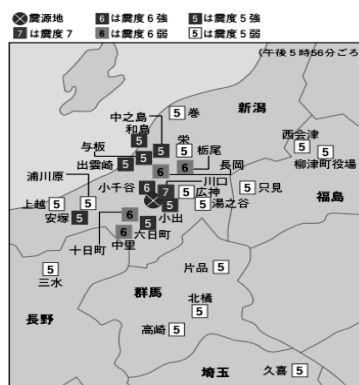 震源地 6 は震度６強 5 は震度５強
7 は震度７ 6 は震度６弱 5 は震度５弱
(午後５時56分ごろ)
新潟
中之島 5 巻
和島 5
与板 5 栄 5 栃尾 6
出雲崎 5 長岡 6
西会津 5
柳津町役場 5
浦川原 5
小千谷 6 川口 7
広神 5 只見 5
福島
上越 5
安塚 5
小出 5 湯之谷 5
十日町 6
六日町 5
中里 6
5
三水
片品 5
群馬
北橘
5
長野
高崎 5
埼玉
久喜 5